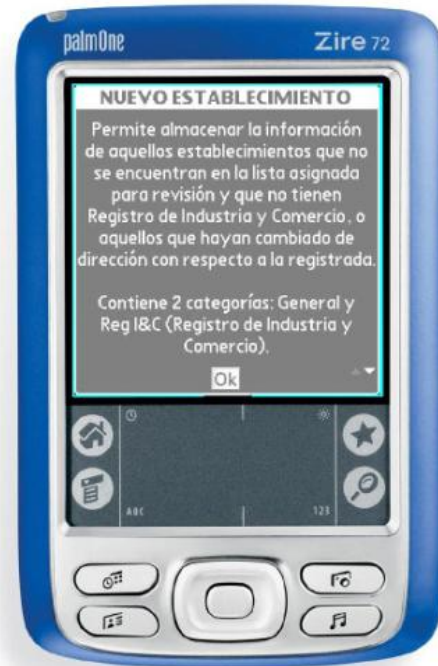 palmOne Zire 72
NUEVO ESTABLECIMIENTO
Permite almacenar la información
de aquellos establecimientos que no
se encuentran en la lista asignada
para revisión y que no tienen
Registro de Industria y Comercio, o
aquellos que hayan cambiado de
dirección con respecto a la registrada.
Contiene 2 categorías: General y
Reg I&C (Registro de Industria y
Comercio).
Ok
ABC 123